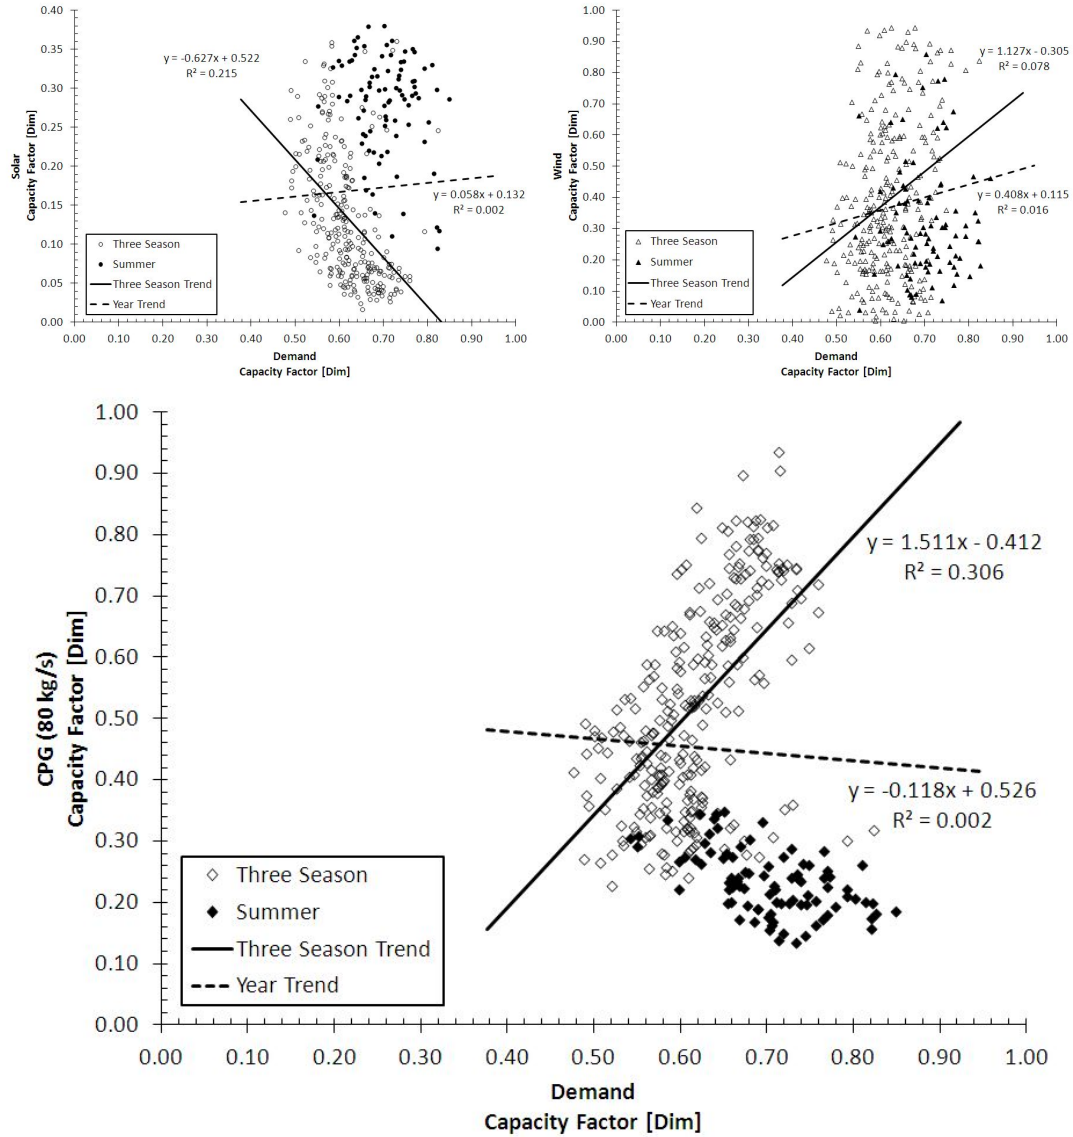 0.40
0.35
0.30
0.25
0.20
0.15
0.10
0.05
0.00
Solar
Capacity Factor [Dim]
y = -0.627x + 0.522
R² = 0.215
y = 0.058x + 0.132
R² = 0.002
Three Season
Summer
Three Season Trend
Year Trend
0.00 0.10 0.20 0.30 0.40 0.50 0.60 0.70 0.80 0.90 1.00
Demand
Capacity Factor [Dim]
1.00
0.90
0.80
0.70
0.60
0.50
0.40
0.30
0.20
0.10
0.00
Wind
Capacity Factor [Dim]
y = 1.127x - 0.305
R² = 0.078
y = 0.408x + 0.115
R² = 0.016
Three Season
Summer
Three Season Trend
Year Trend
0.00 0.10 0.20 0.30 0.40 0.50 0.60 0.70 0.80 0.90 1.00
Demand
Capacity Factor [Dim]
1.00
0.90
0.80
0.70
0.60
0.50
0.40
0.30
0.20
0.10
0.00
CPG (80 kg/s)
Capacity Factor [Dim]
y = 1.511x - 0.412
R² = 0.306
y = -0.118x + 0.526
R² = 0.002
Three Season
Summer
Three Season Trend
Year Trend
0.00 0.10 0.20 0.30 0.40 0.50 0.60 0.70 0.80 0.90 1.00
Demand
Capacity Factor [Dim]